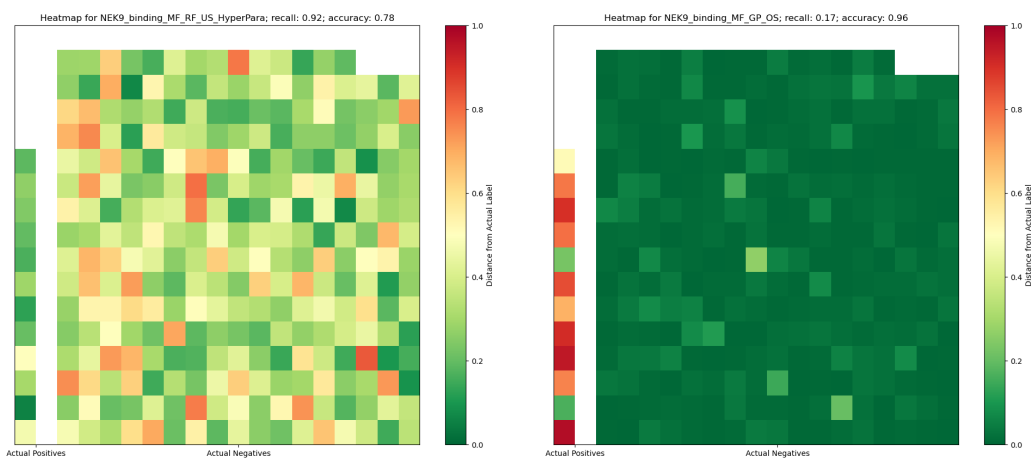 Heatmap for NEK9_binding_MF_RF_US_HyperPara; recall: 0.92; accuracy: 0.78
1.0
0.8
0.6
0.4
0.2
0.0
Distance from Actual Label
Actual Positives
Actual Negatives
Heatmap for NEK9_binding_MF_GP_OS; recall: 0.17; accuracy: 0.96
1.0
0.8
0.6
0.4
0.2
0.0
Distance from Actual Label
Actual Positives
Actual Negatives